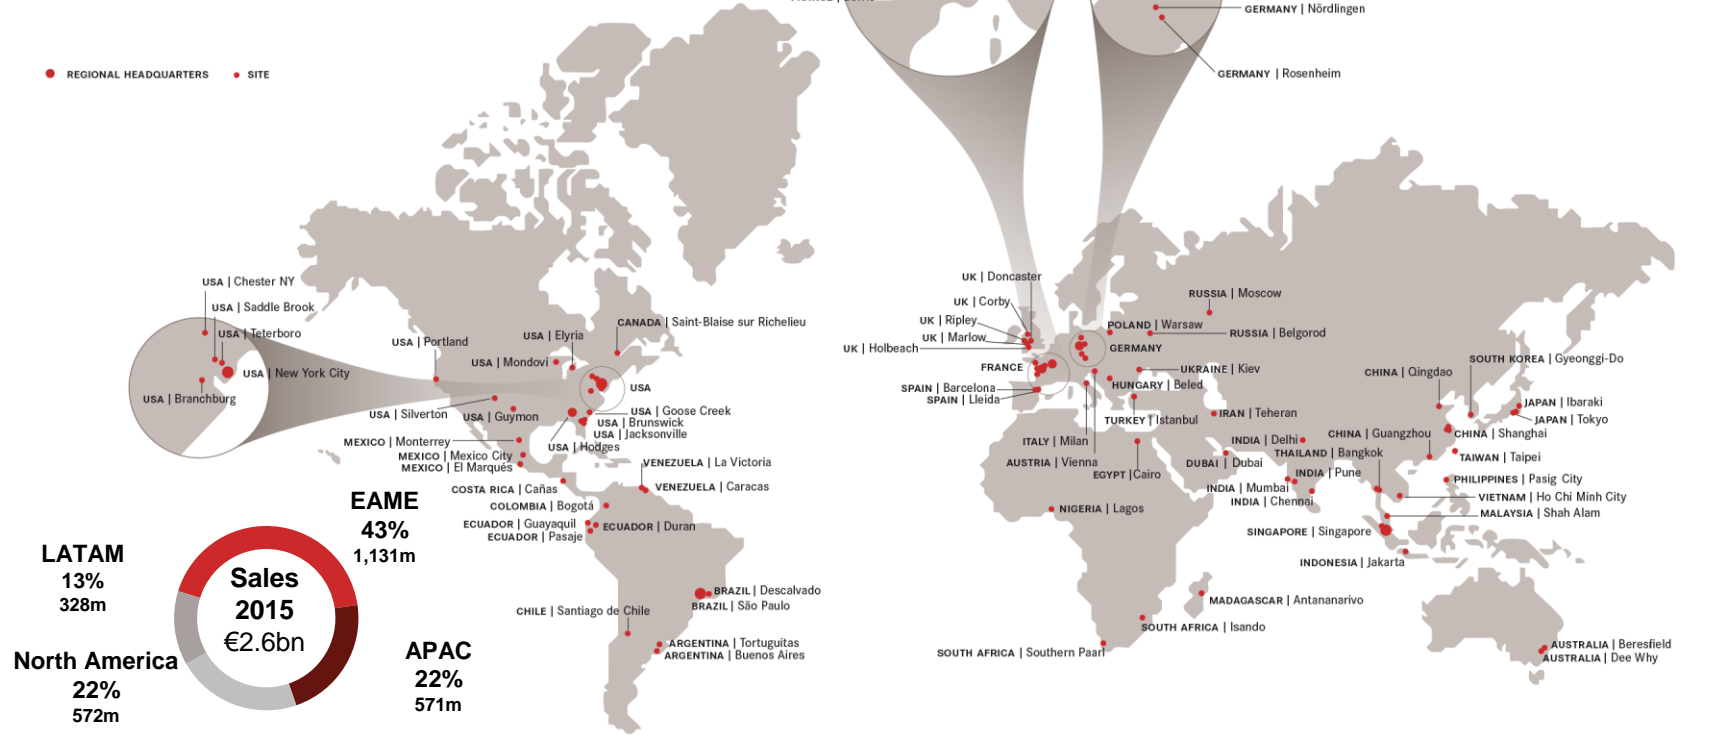 GERMANY | Nördlingen
GERMANY | Rosenheim
REGIONAL HEADQUARTERS
SITE
USA | Chester NY
USA | Saddle Brook
USA | Teterboro
USA | New York City
USA | Branchburg
USA | Portland
USA | Elyria
CANADA | Saint-Blaise sur Richelieu
USA | Mondovi
USA
USA | Silverton
USA | Guymon
USA | Goose Creek
USA | Brunswick
USA | Jacksonville
USA | Hodges
MEXICO | Monterrey
MEXICO | Mexico City
MEXICO | El Marqués
VENEZUELA | La Victoria
VENEZUELA | Caracas
COSTA RICA | Cañas
COLOMBIA | Bogotá
ECUADOR | Guayaquil
ECUADOR | Duran
ECUADOR | Pasaje
BRAZIL | Descalvado
BRAZIL | São Paulo
CHILE | Santiago de Chile
ARGENTINA | Tortuguitas
ARGENTINA | Buenos Aires
UK | Doncaster
UK | Corby
UK | Ripley
UK | Marlow
UK | Holbeach
FRANCE
SPAIN | Barcelona
SPAIN | Lleida
RUSSIA | Moscow
POLAND | Warsaw
RUSSIA | Belgorod
GERMANY
UKRAINE | Kiev
HUNGARY | Beled
TURKEY | Istanbul
IRAN | Teheran
ITALY | Milan
AUSTRIA | Vienna
EGYPT | Cairo
DUBAI | Dubai
NIGERIA | Lagos
INDIA | Delhi
THAILAND | Bangkok
INDIA | Pune
INDIA | Mumbai
INDIA | Chennai
SOUTH KOREA | Gyeonggi-Do
CHINA | Qingdao
JAPAN | Ibaraki
JAPAN | Tokyo
CHINA | Guangzhou
CHINA | Shanghai
TAIWAN | Taipei
PHILIPPINES | Pasig City
VIETNAM | Ho Chi Minh City
MALAYSIA | Shah Alam
SINGAPORE | Singapore
INDONESIA | Jakarta
MADAGASCAR | Antananarivo
SOUTH AFRICA | Isando
SOUTH AFRICA | Southern Paarl
AUSTRALIA | Beresfield
AUSTRALIA | Dee Why
EAME
43%
1,131m
LATAM
13%
328m
Sales
2015
€2.6bn
North America
22%
572m
APAC
22%
571m